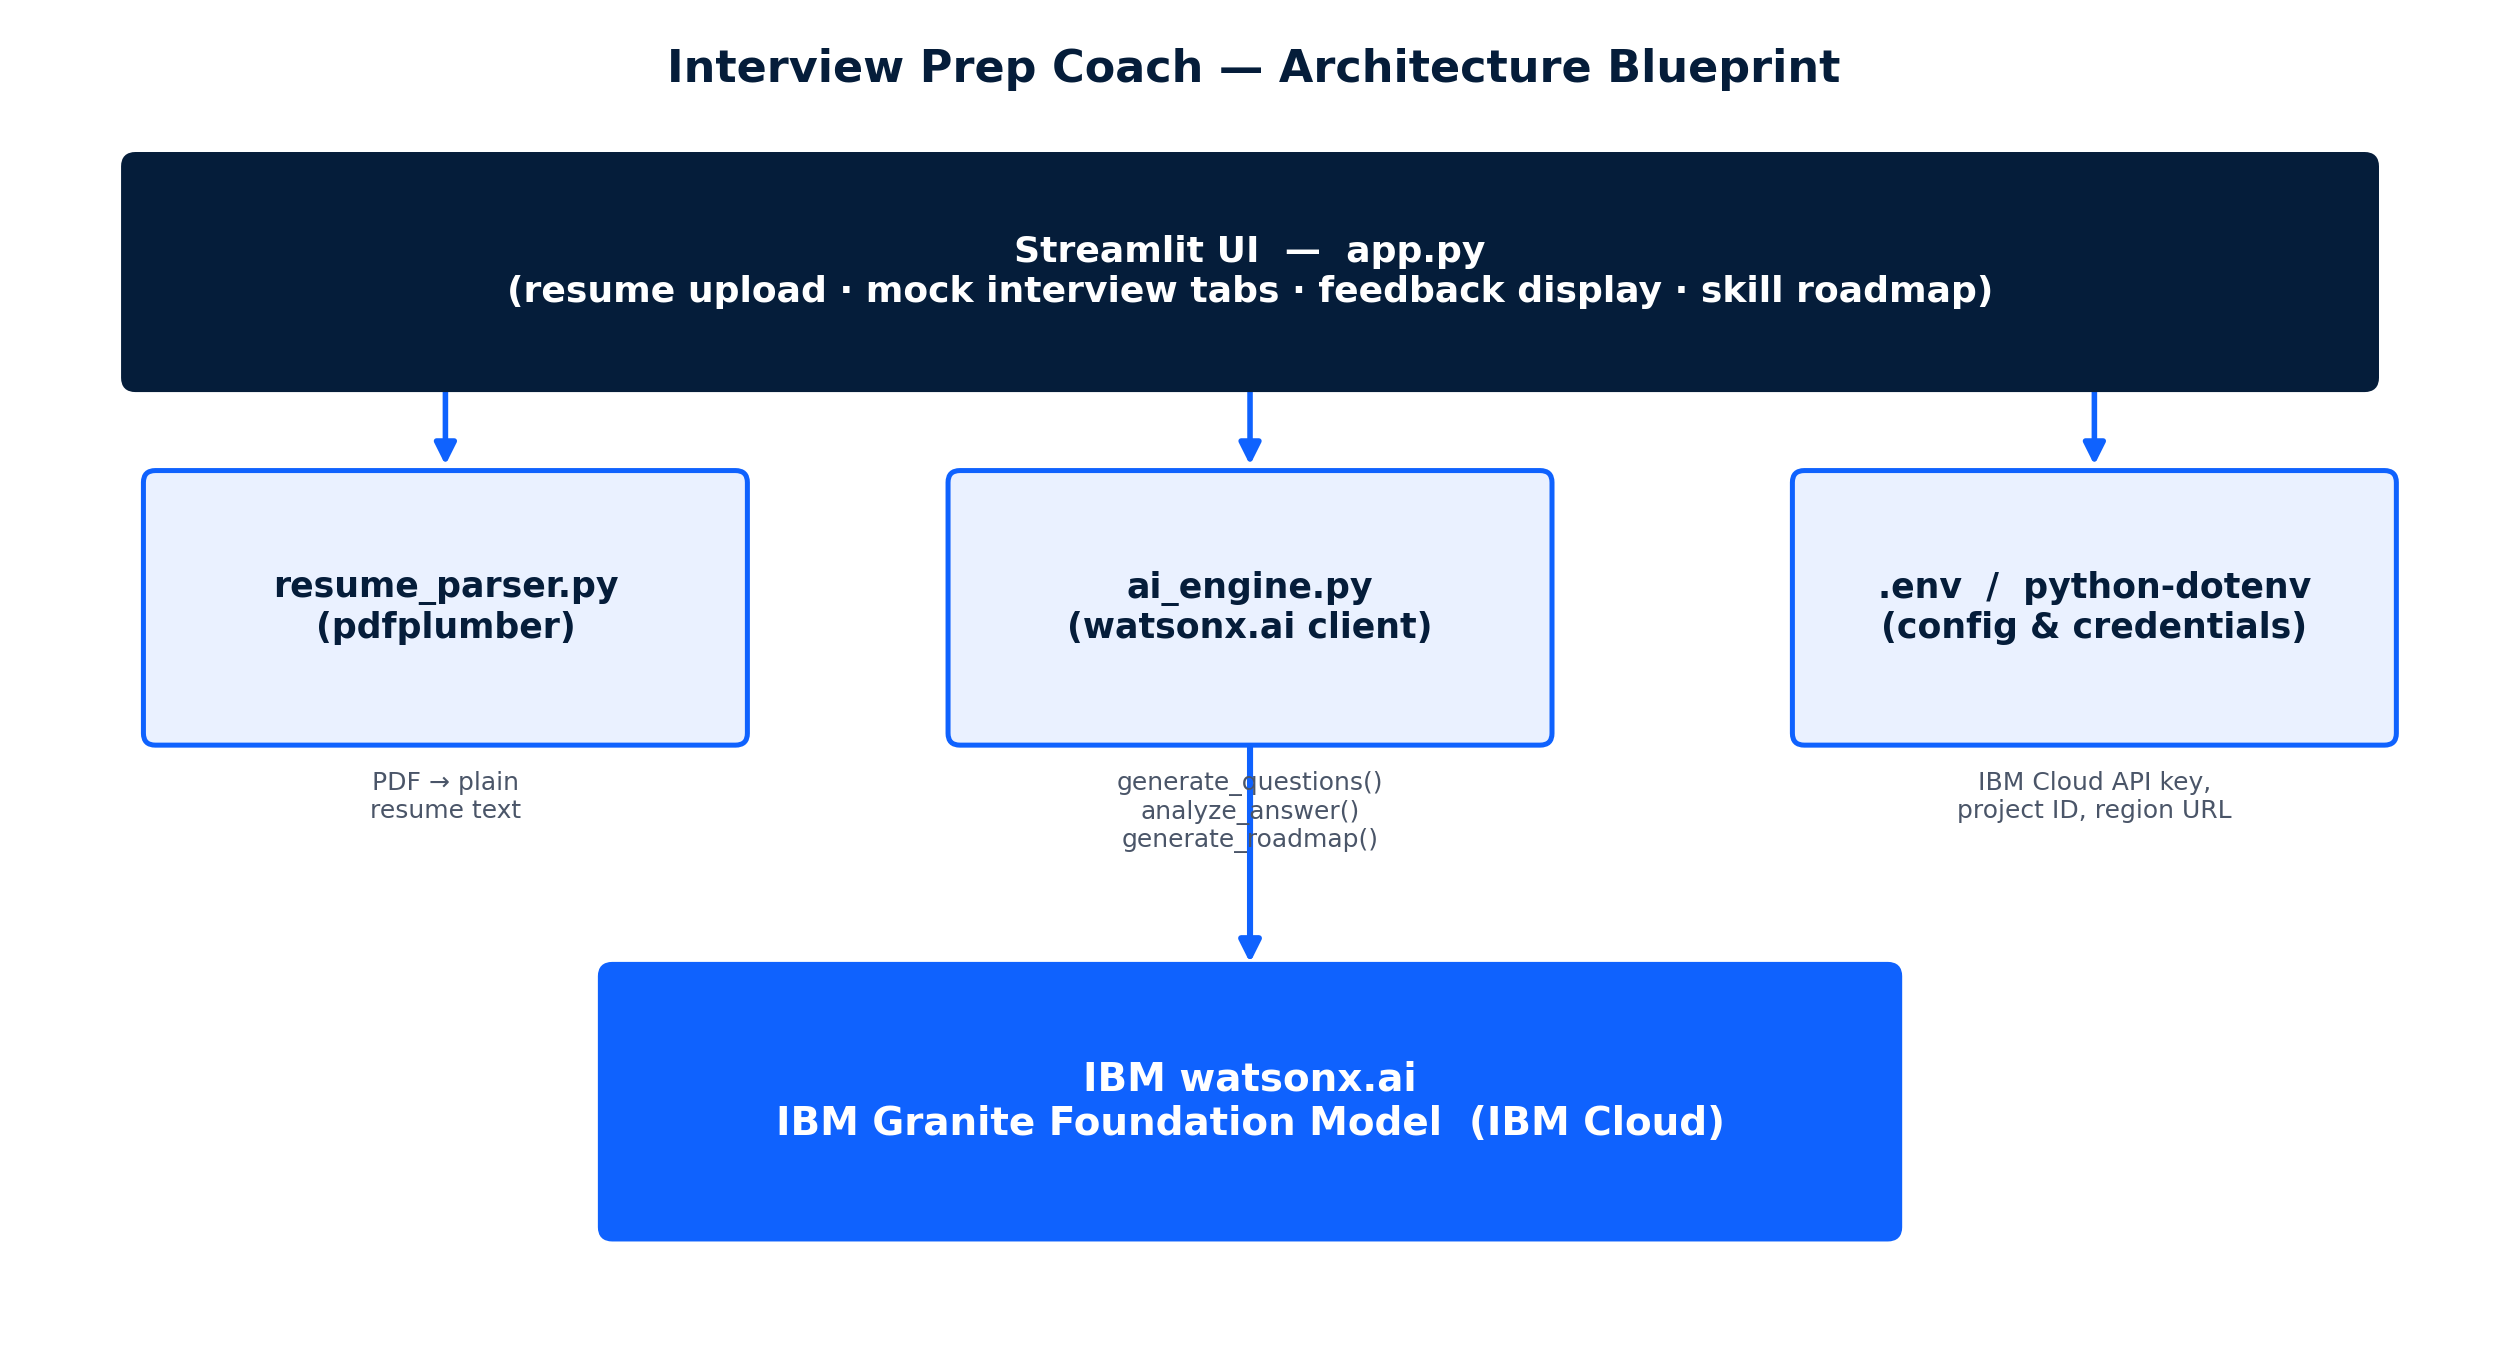 Interview Prep Coach — Architecture Blueprint
Streamlit UI — app.py
(resume upload · mock interview tabs · feedback display · skill roadmap)
resume_parser.py
(pdfplumber)
ai_engine.py
(watsonx.ai client)
.env / python-dotenv
(config & credentials)
PDF → plain
resume text
generate_questions()
analyze_answer()
generate_roadmap()
IBM Cloud API key,
project ID, region URL
IBM watsonx.ai
IBM Granite Foundation Model (IBM Cloud)